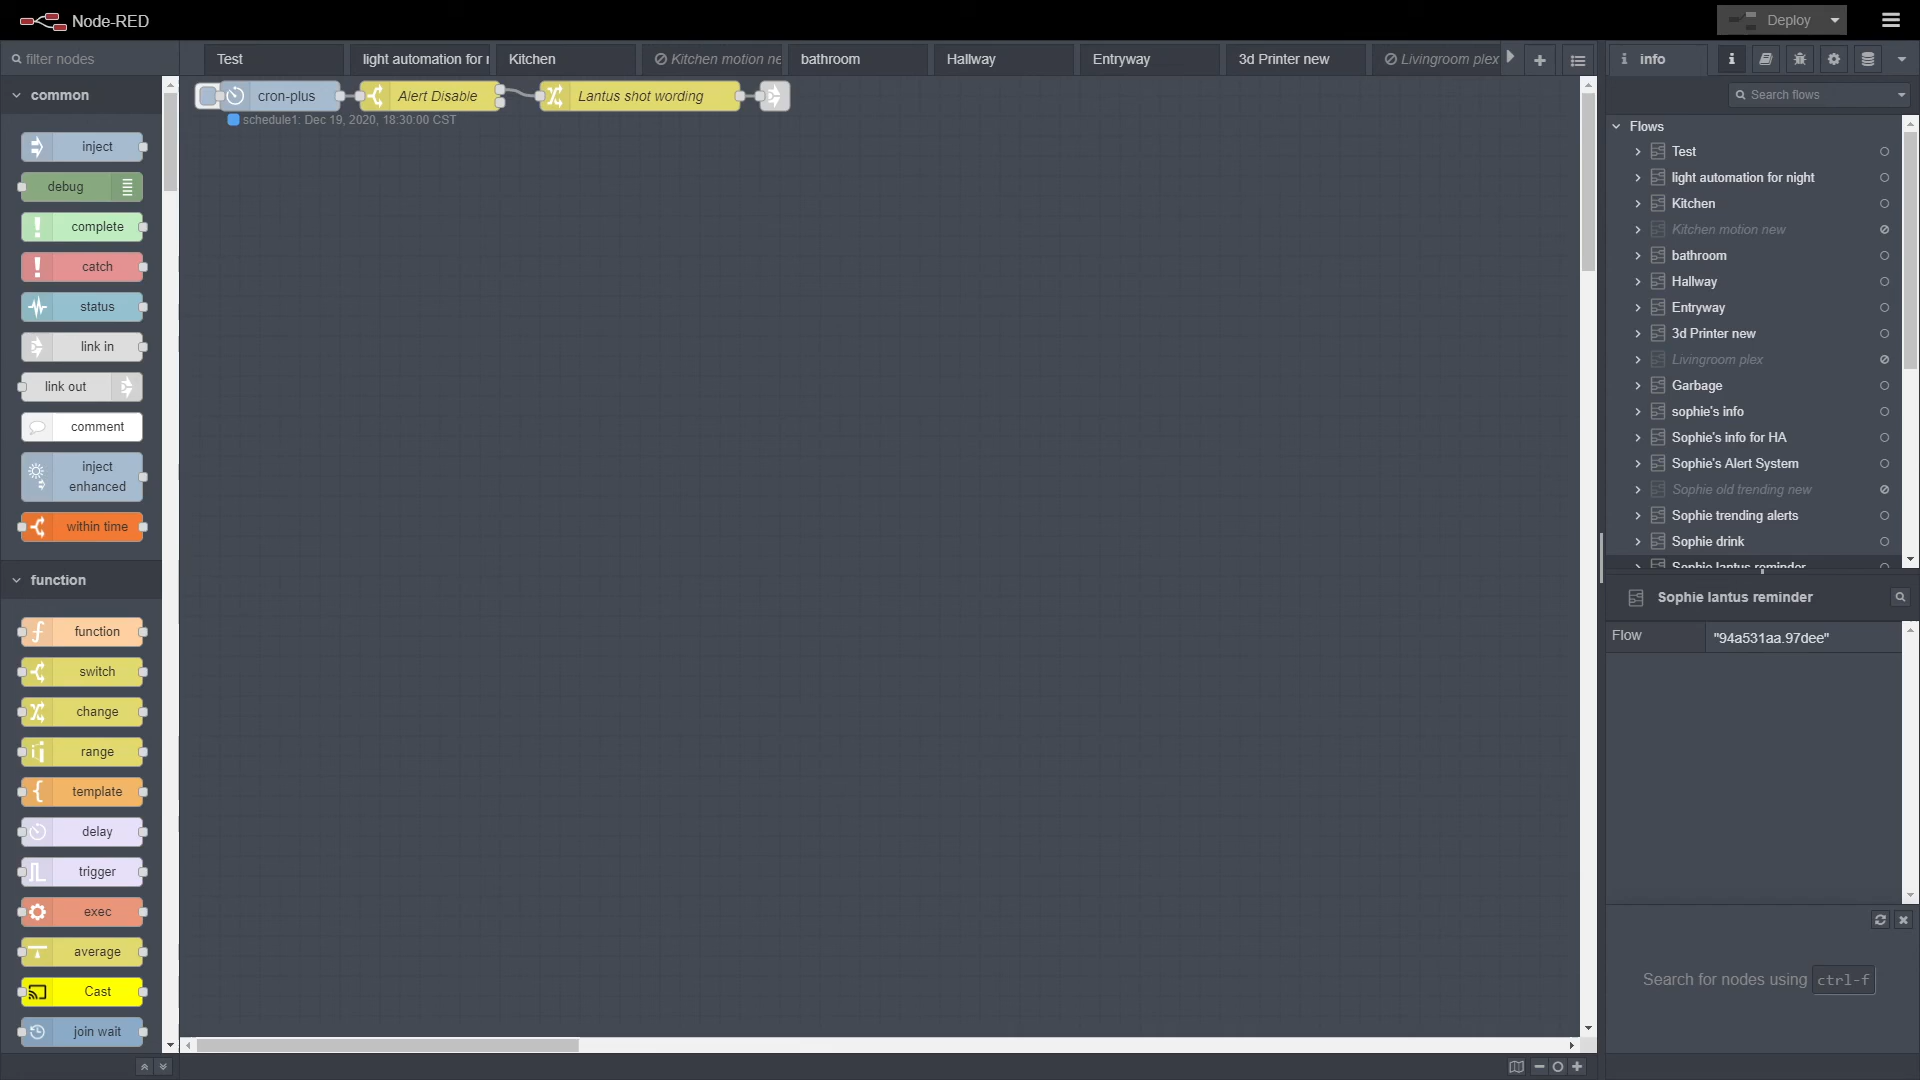 Node-RED
Deploy
filter nodes
Test
light automation for
Kitchen
Kitchen motion ne
bathroom
Hallway
Entryway
3d Printer new
Livingroom plex
info
Search flows
common
inject
debug
complete
catch
status
link in
link out
comment
inject
enhanced
within time
function
function
switch
change
range
template
delay
trigger
exec
average
Cast
join wait
cron-plus
Alert Disable
Lantus shot wording
schedule1: Dec 19, 2020, 18:30:00 CST
Flows
Test
light automation for night
Kitchen
Kitchen motion new
bathroom
Hallway
Entryway
3d Printer new
Livingroom plex
Garbage
sophie's info
Sophie's info for HA
Sophie's Alert System
Sophie old trending new
Sophie trending alerts
Sophie drink
Sophie lantus reminder
Sophie lantus reminder
Flow
"94a531aa.97dee"
Search for nodes using ctrl-f